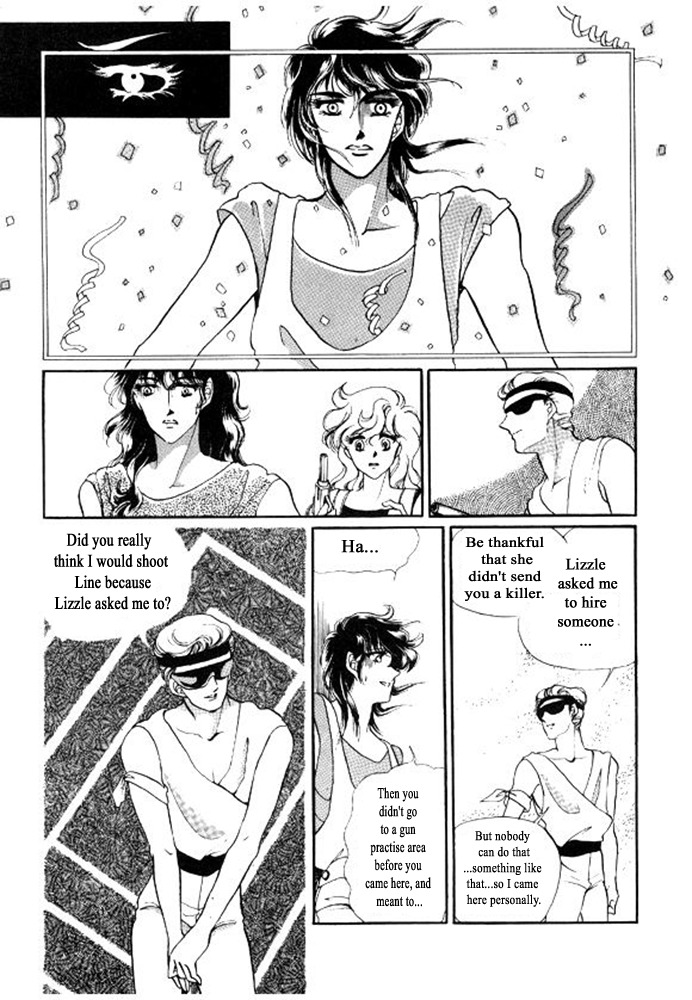 Lizzle
asked me
to hire
someone
...
Be thankful
that she
didn't send
you a killer.
But nobody
can do that
...something like
that...so I came
here personally.
Ha...
Then you
didn't go
to a gun
practise area
before you
came here, and
meant to...
Did you really
think I would shoot
Line because
Lizzle asked me to?